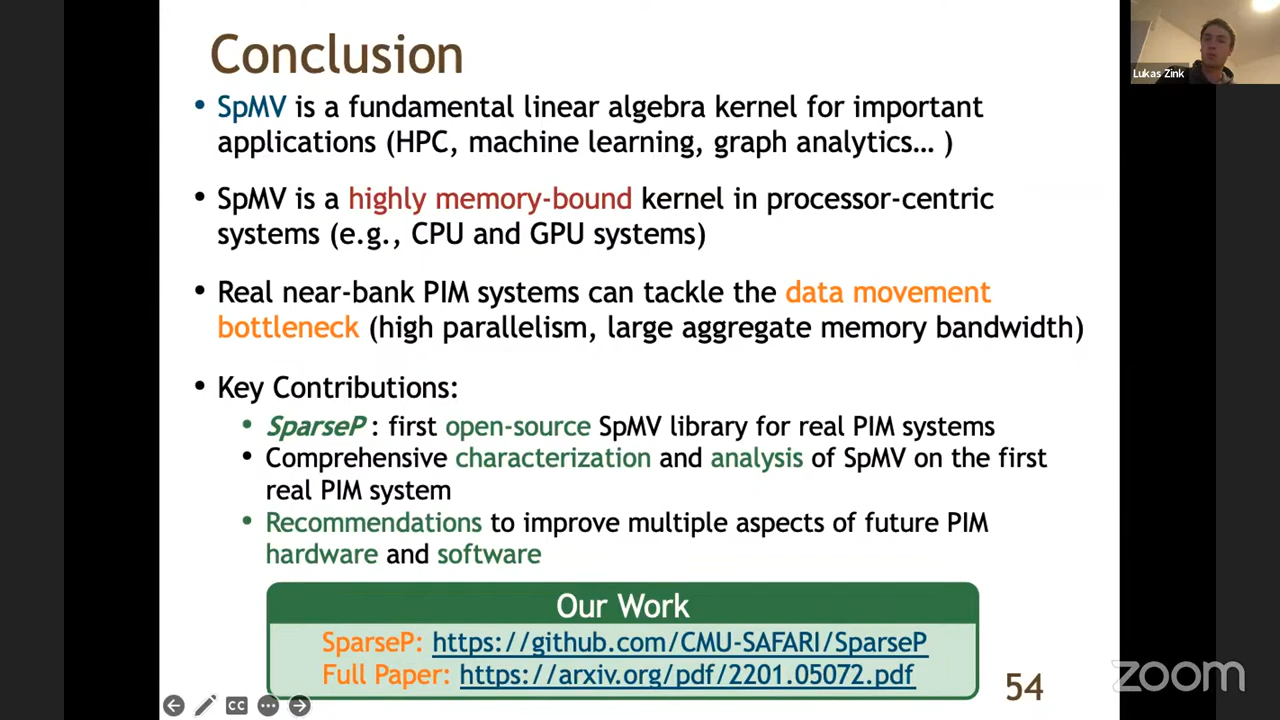 Conclusion
• SpMV is a fundamental linear algebra kernel for important
applications (HPC, machine learning, graph analytics… )
• SpMV is a highly memory-bound kernel in processor-centric
systems (e.g., CPU and GPU systems)
• Real near-bank PIM systems can tackle the data movement
bottleneck (high parallelism, large aggregate memory bandwidth)
• Key Contributions:
• SparseP : first open-source SpMV library for real PIM systems
• Comprehensive characterization and analysis of SpMV on the first
real PIM system
• Recommendations to improve multiple aspects of future PIM
hardware and software
Our Work
SparseP: https://github.com/CMU-SAFARI/SparseP
Full Paper: https://arxiv.org/pdf/2201.05072.pdf
54
CC
Lukas Zink
zoom